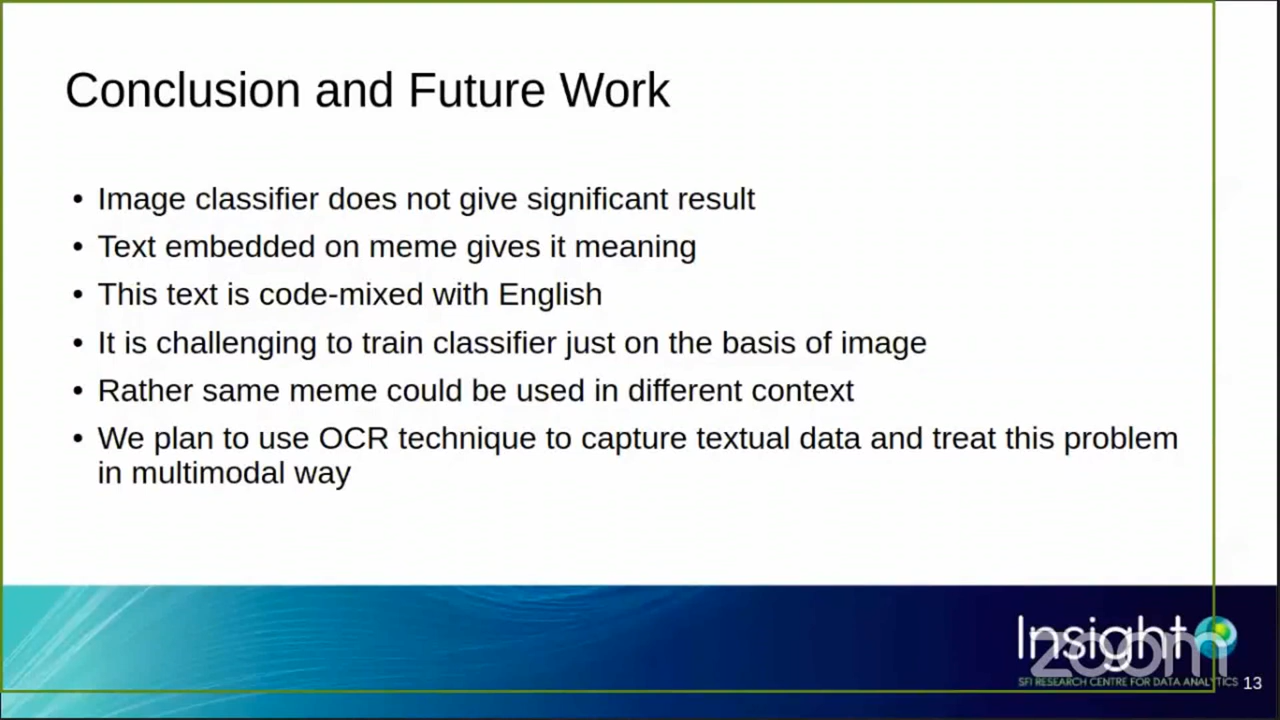 Conclusion and Future Work
• Image classifier does not give significant result
• Text embedded on meme gives it meaning
• This text is code-mixed with English
• It is challenging to train classifier just on the basis of image
• Rather same meme could be used in different context
• We plan to use OCR technique to capture textual data and treat this problem
in multimodal way
Insight
zoom
SFI RESEARCH CENTRE FOR DATA ANALYTICS
13